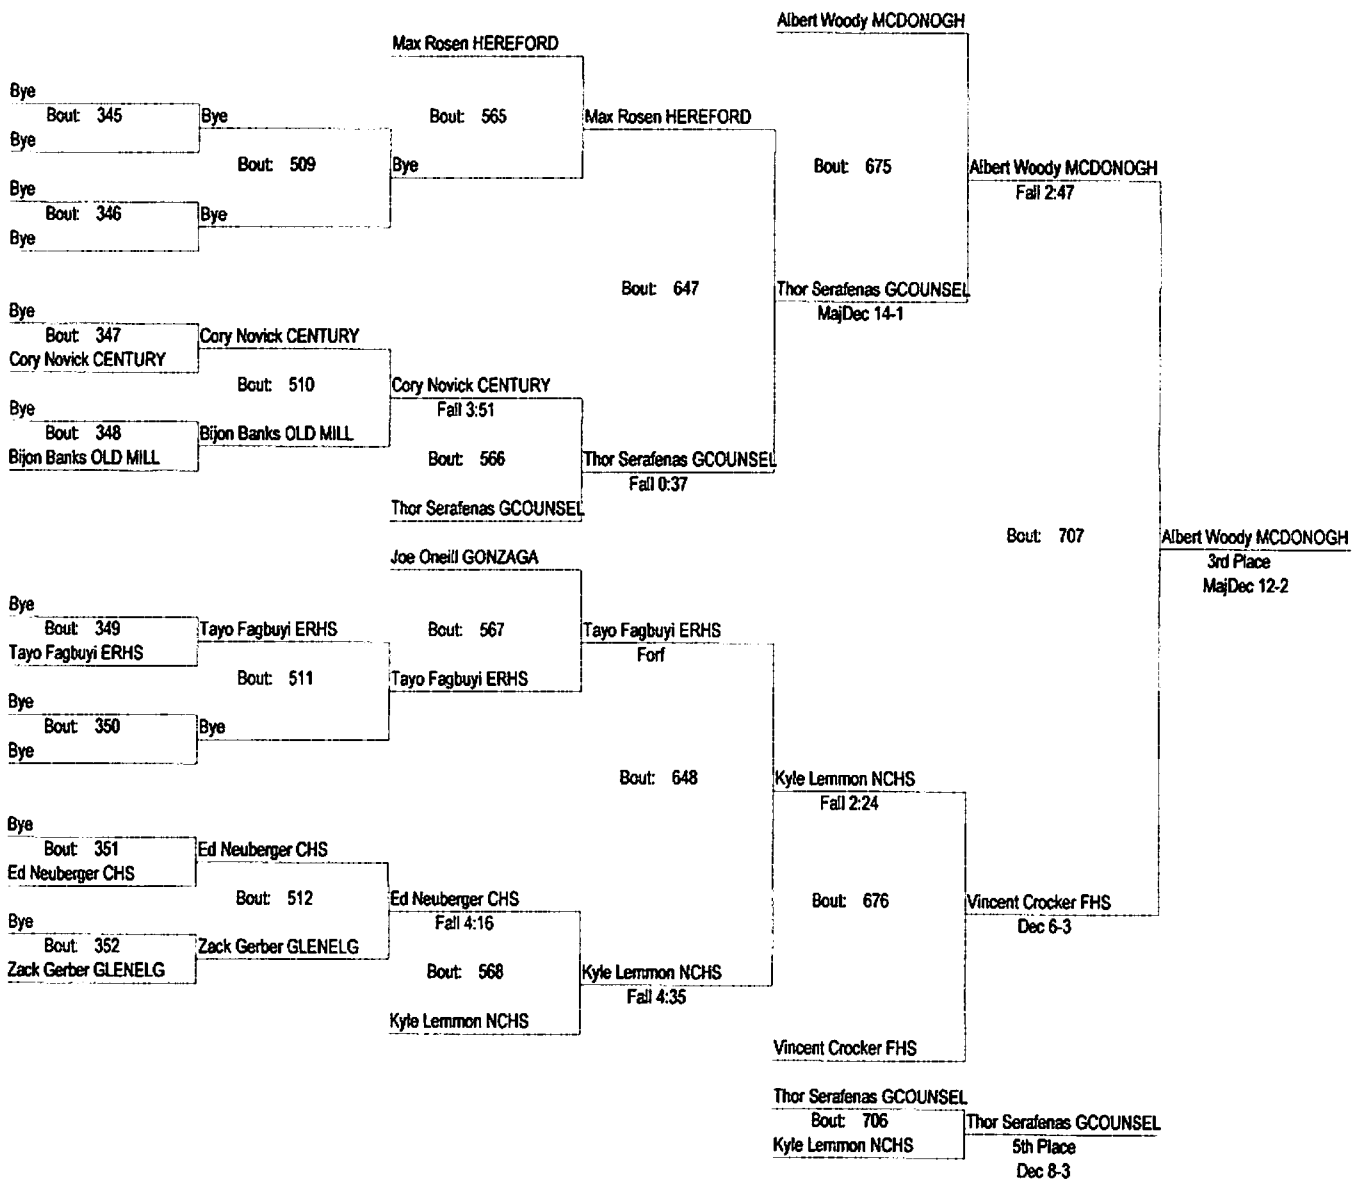 Albert Woody MCDONOGH
Max Rosen HEREFORD
Bye
Bout: 345
Bye
Bye
Bout: 509
Bye
Bout: 346
Bye
Bye
Bout: 565
Bye
Max Rosen HEREFORD
Bout: 675
Albert Woody MCDONOGH
Fall 2:47
Bout: 647
Thor Serafenas GCOUNSEL
MajDec 14-1
Bye
Bout: 347
Cory Novick CENTURY
Cory Novick CENTURY
Bout: 510
Bye
Bout: 348
Bijon Banks OLD MILL
Bijon Banks OLD MILL
Cory Novick CENTURY
Fall 3:51
Bout: 566
Thor Serafenas GCOUNSEL
Thor Serafenas GCOUNSEL
Fall 0:37
Bout: 707
Albert Woody MCDONOGH
3rd Place
MajDec 12-2
Joe Oneill GONZAGA
Bye
Bout: 349
Tayo Fagbuyi ERHS
Tayo Fagbuyi ERHS
Bout: 511
Bye
Bout: 350
Bye
Bye
Bout: 567
Tayo Fagbuyi ERHS
Tayo Fagbuyi ERHS
Forf
Bout: 648
Kyle Lemmon NCHS
Fall 2:24
Bye
Bout: 351
Ed Neuberger CHS
Ed Neuberger CHS
Bout: 512
Bye
Bout: 352
Zack Gerber GLENELG
Zack Gerber GLENELG
Ed Neuberger CHS
Fall 4:16
Bout: 568
Kyle Lemmon NCHS
Kyle Lemmon NCHS
Fall 4:35
Bout: 676
Vincent Crocker FHS
Dec 6-3
Vincent Crocker FHS
Thor Serafenas GCOUNSEL
Bout: 706
Kyle Lemmon NCHS
Thor Serafenas GCOUNSEL
5th Place
Dec 8-3